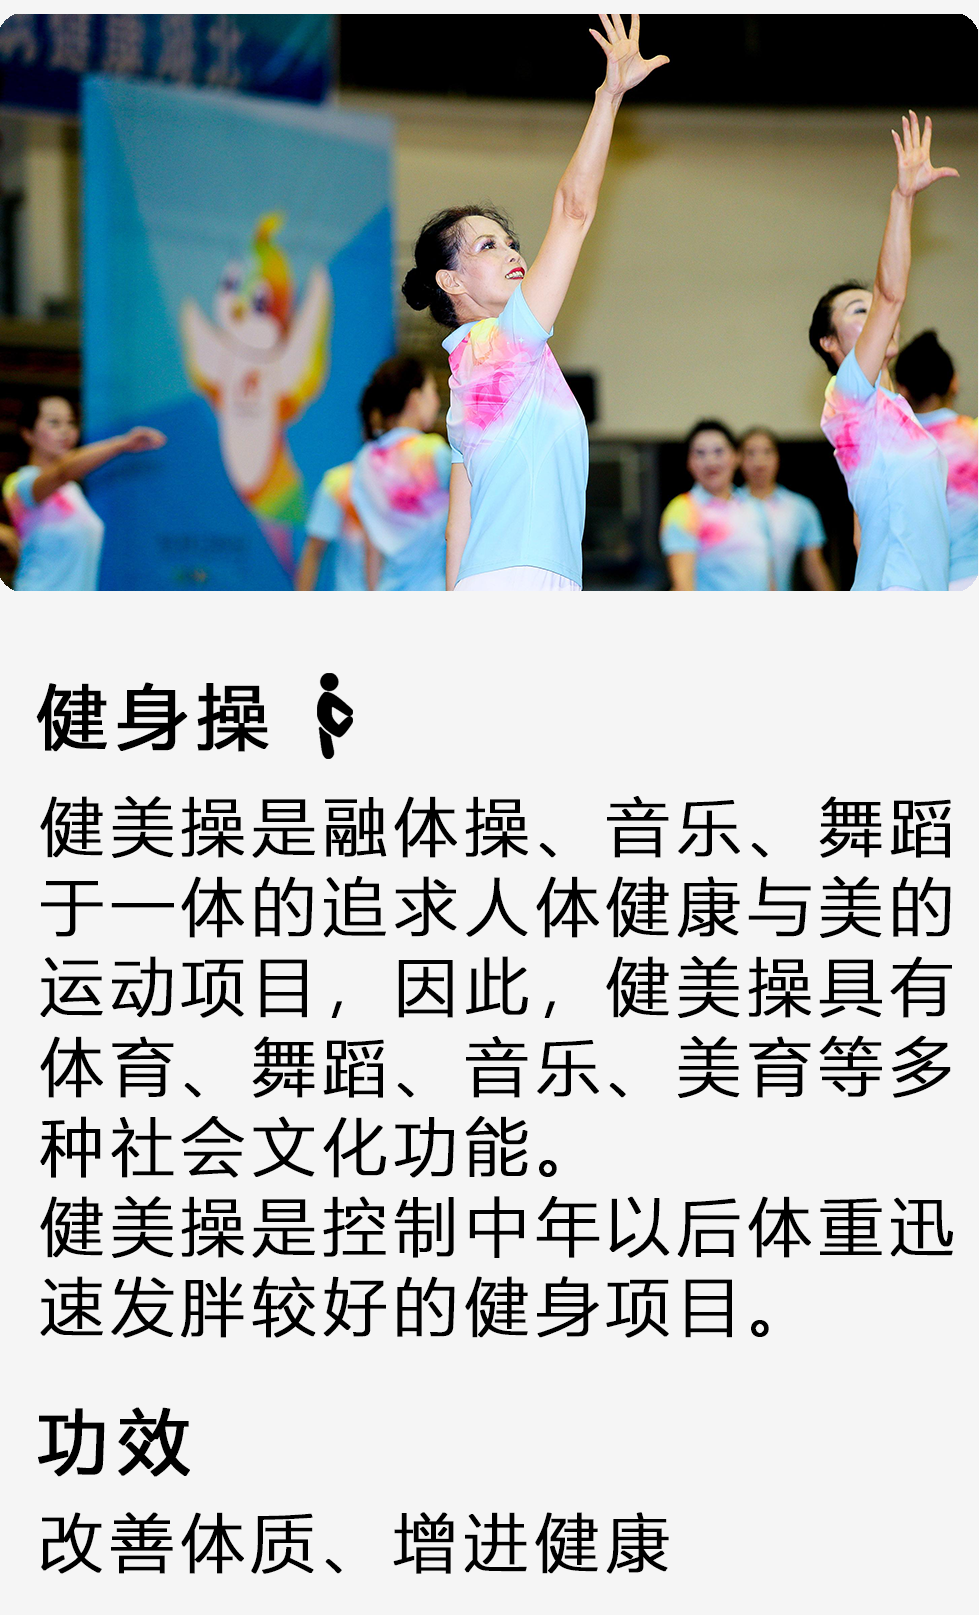 健身操
健美操是融体操、音乐、舞蹈
于一体的追求人体健康与美的
运动项目，因此，健美操具有
体育、舞蹈、音乐、美育等多
种社会文化功能。
健美操是控制中年以后体重迅
速发胖较好的健身项目。
功效
改善体质、增进健康